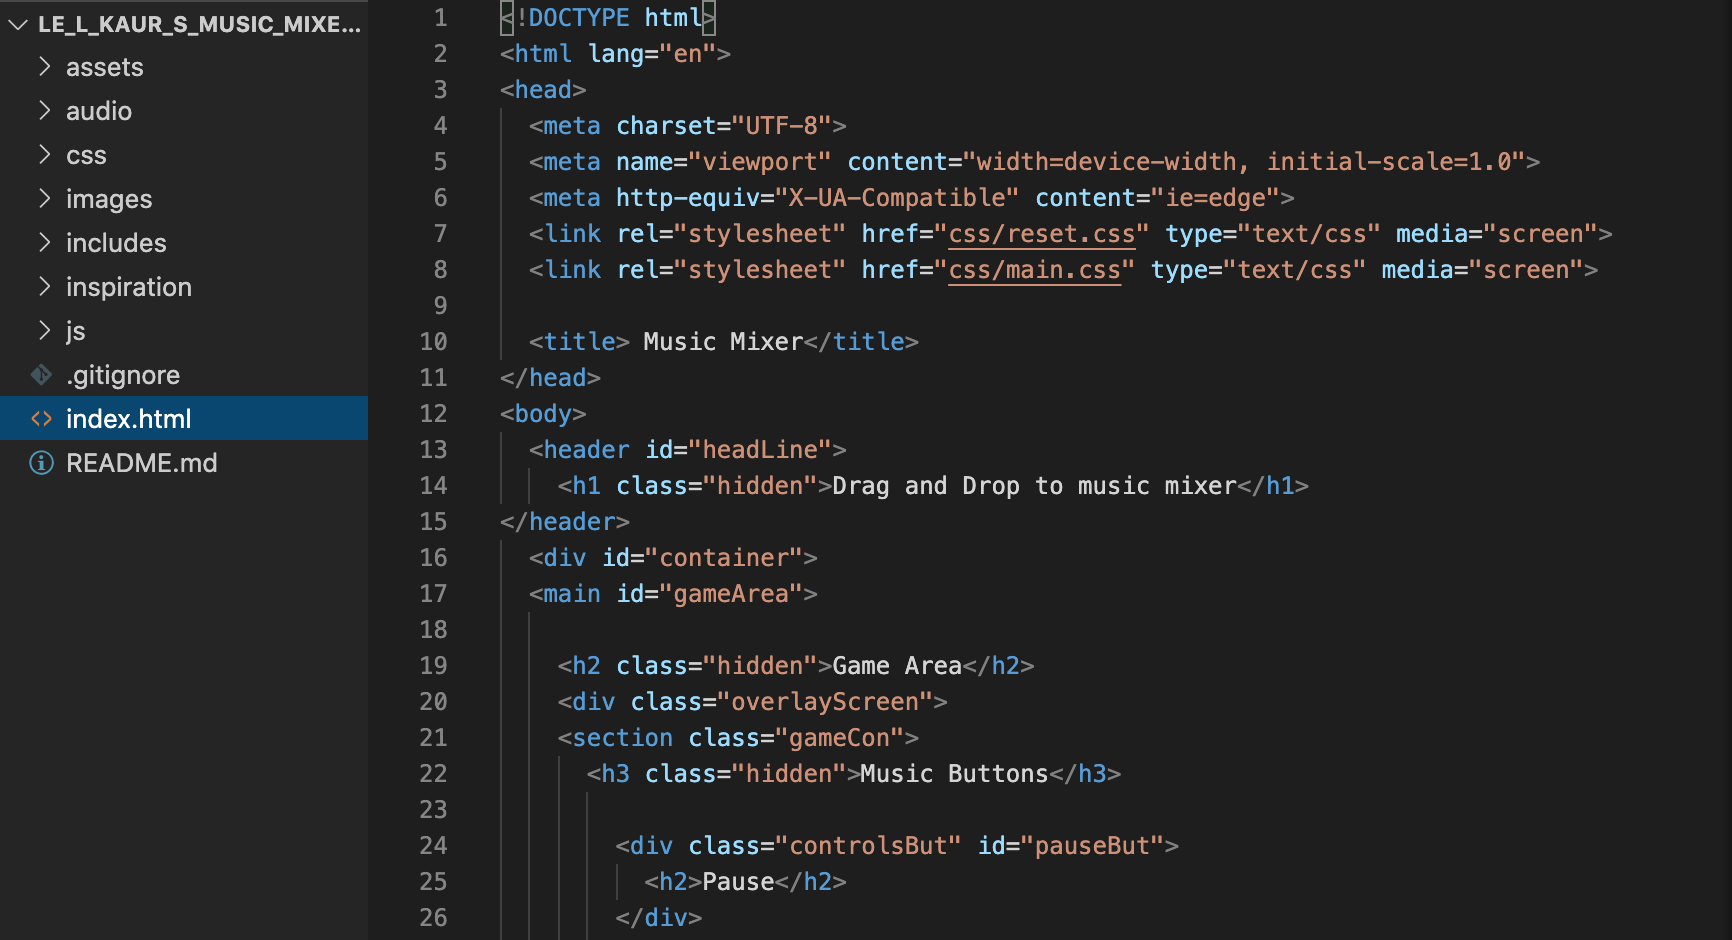 LE_L_KAUR_S_MUSIC_MIXE...
assets
audio
css
images
includes
inspiration
js
.gitignore
index.html
README.md
1 <!DOCTYPE html>
2 <html lang="en">
3 <head>
4 <meta charset="UTF-8">
5 <meta name="viewport" content="width=device-width, initial-scale=1.0">
6 <meta http-equiv="X-UA-Compatible" content="ie=edge">
7 <link rel="stylesheet" href="css/reset.css" type="text/css" media="screen">
8 <link rel="stylesheet" href="css/main.css" type="text/css" media="screen">
9
10 <title> Music Mixer</title>
11 </head>
12 <body>
13 <header id="headLine">
14 <h1 class="hidden">Drag and Drop to music mixer</h1>
15 </header>
16 <div id="container">
17 <main id="gameArea">
18
19 <h2 class="hidden">Game Area</h2>
20 <div class="overlayScreen">
21 <section class="gameCon">
22 <h3 class="hidden">Music Buttons</h3>
23
24 <div class="controlsBut" id="pauseBut">
25 <h2>Pause</h2>
26 </div>